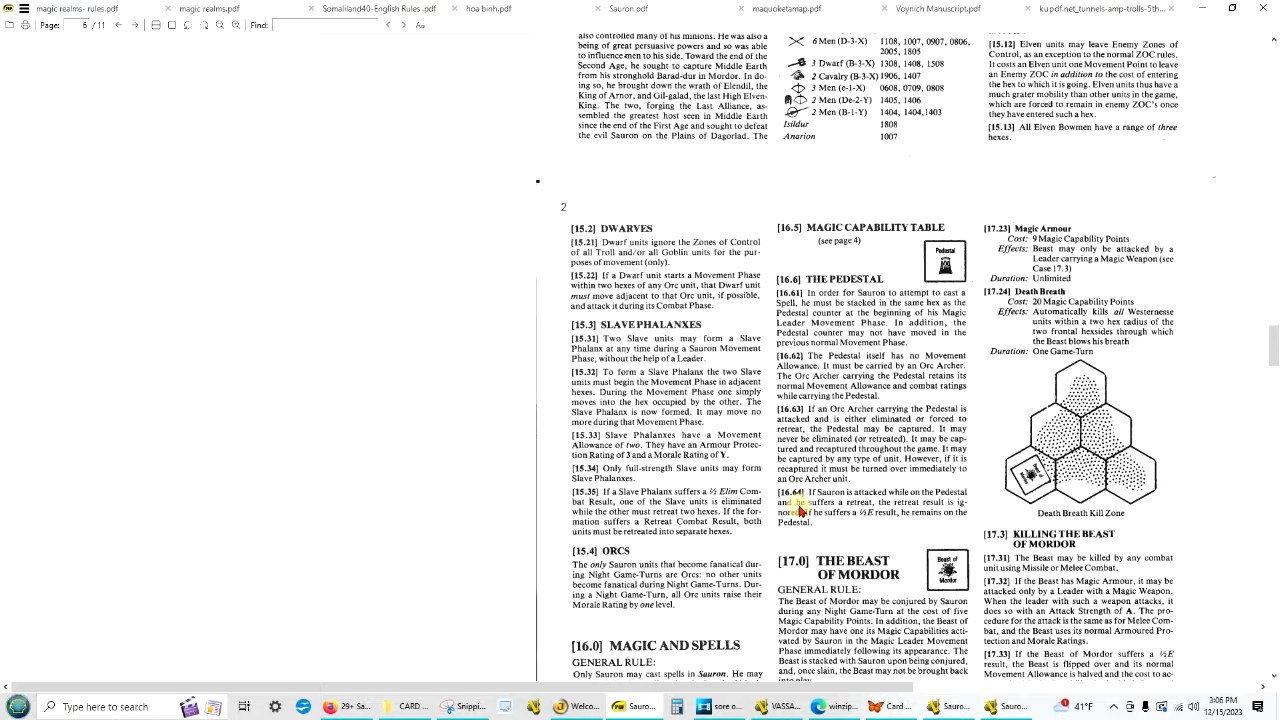 magic realms - rules.pdf
magic realms.pdf
Somaliland40-English Rules .pdf
hoa binh.pdf
Sauron.pdf
maquoketamap.pdf
Voynich Manuscript.pdf
kupdf.net_tunnels-amp-trolls-5th...
Page: 6 / 11
Find:
Aa
also controlled many of his minions. He was also a
being of great persuasive powers and so was able
to influence men to his side. Toward the end of the
Second Age, he sought to capture Middle Earth
from his stronghold Barad-dur in Mordor. In do-
ing so, he brought down the wrath of Elendil, the
King of Arnor, and Gil-galad, the last High Elven-
King. The two, forging the Last Alliance, as-
sembled the greatest host seen in Middle Earth
since the end of the First Age and sought to defeat
the evil Sauron on the Plains of Dagorlad. The
6 Men (D-3-X) 1108, 1007, 0907, 0806,
2005, 1805
3 Dwarf (B-3-X) 1308, 1408, 1508
2 Cavalry (B-3-X) 1906, 1407
3 Men (e-1-X) 0608, 0709, 0808
2 Men (De-2-Y) 1405, 1406
2 Men (B-1-Y) 1404, 1404,1403
Isildur 1808
Anarion 1007
[15.12] Elven units may leave Enemy Zones of
Control, as an exception to the normal ZOC rules.
It costs an Elven unit one Movement Point to leave
an Enemy ZOC in addition to the cost of entering
the hex to which it is going. Elven units thus have a
much grater mobility than other units in the game,
which are forced to remain in enemy ZOC's once
they have entered such a hex.
[15.13] All Elven Bowmen have a range of three
hexes.
2
[15.2] DWARVES
[15.21] Dwarf units ignore the Zones of Control
of all Troll and/or all Goblin units for the pur-
poses of movement (only).
[15.22] If a Dwarf unit starts a Movement Phase
within two hexes of any Orc unit, that Dwarf unit
must move adjacent to that Orc unit, if possible,
and attack it during its Combat Phase.
[15.3] SLAVE PHALANXES
[15.31] Two Slave units may form a Slave
Phalanx at any time during a Sauron Movement
Phase, without the help of a Leader.
[15.32] To form a Slave Phalanx the two Slave
units must begin the Movement Phase in adjacent
hexes. During the Movement Phase one simply
moves into the hex occupied by the other. The
Slave Phalanx is now formed. It may move no
more during that Movement Phase.
[15.33] Slave Phalanxes have a Movement
Allowance of two. They have an Armour Protec-
tion Rating of 3 and a Morale Rating of Y.
[15.34] Only full-strength Slave units may form
Slave Phalanxes.
[15.35] If a Slave Phalanx suffers a ½ Elim Com-
bat Result, one of the Slave units is eliminated
while the other must retreat two hexes. If the for-
mation suffers a Retreat Combat Result, both
units must be retreated into separate hexes.
[15.4] ORCS
The only Sauron units that become fanatical dur-
ing Night Game-Turns are Orcs: no other units
become fanatical during Night Game-Turns. Dur-
ing a Night Game-Turn, all Orc units raise their
Morale Rating by one level.
[16.0] MAGIC AND SPELLS
GENERAL RULE:
Only Sauron may cast spells in Sauron. He may
[16.5] MAGIC CAPABILITY TABLE
(see page 4)
Pedestal
[16.6] THE PEDESTAL
[16.61] In order for Sauron to attempt to cast a
Spell, he must be stacked in the same hex as the
Pedestal counter at the beginning of his Magic
Leader Movement Phase. In addition, the
Pedestal counter may not have moved in the
previous normal Movement Phase.
[16.62] The Pedestal itself has no Movement
Allowance. It must be carried by an Orc Archer.
The Orc Archer carrying the Pedestal retains its
normal Movement Allowance and combat ratings
while carrying the Pedestal.
[16.63] If an Orc Archer carrying the Pedestal is
attacked and is either eliminated or forced to
retreat, the Pedestal may be captured. It may
never be eliminated (or retreated). It may be cap-
tured and recaptured throughout the game. It may
be captured by any type of unit. However, if it is
recaptured it must be turned over immediately to
an Orc Archer unit.
[16.64] If Sauron is attacked while on the Pedestal
and he suffers a retreat, the retreat result is ig-
nored. If he suffers a ½E result, he remains on the
Pedestal.
[17.0] THE BEAST
OF MORDOR
Beast of
Mordor
GENERAL RULE:
The Beast of Mordor may be conjured by Sauron
during any Night Game-Turn at the cost of five
Magic Capability Points. In addition, the Beast of
Mordor may have one its Magic Capabilities acti-
vated by Sauron in the Magic Leader Movement
Phase immediately following its appearance. The
Beast is stacked with Sauron upon being conjured,
and, once slain, the Beast may not be brought back
into play.
[17.23] Magic Armour
Cost: 9 Magic Capability Points
Effects: Beast may only be attacked by a
Leader carrying a Magic Weapon (see
Case 17.3)
Duration: Unlimited
[17.24] Death Breath
Cost: 20 Magic Capability Points
Effects: Automatically kills all Westernesse
units within a two hex radius of the
two frontal hexsides through which
the Beast blows his breath
Duration: One Game-Turn
Death Breath Kill Zone
[17.3] KILLING THE BEAST
OF MORDOR
[17.31] The Beast may be killed by any combat
unit using Missile or Melee Combat.
[17.32] If the Beast has Magic Armour, it may be
attacked only by a Leader with a Magic Weapon.
When the leader with such a weapon attacks, it
does so with an Attack Strength of A. The pro-
cedure for the attack is the same as for Melee Com-
bat, and the Beast uses its normal Armoured Pro-
tection and Morale Ratings.
[17.33] If the Beast of Mordor suffers a ½E
result, the Beast is flipped over and its normal
Movement Allowance is halved and the cost to ac-
Type here to search
29+ Sa...
CARD ...
Snippi...
Welco...
Sauro...
sore o...
VASSA...
winzip...
CARD ...
Sauro...
Sauro...
41°F
3:06 PM
12/15/2023